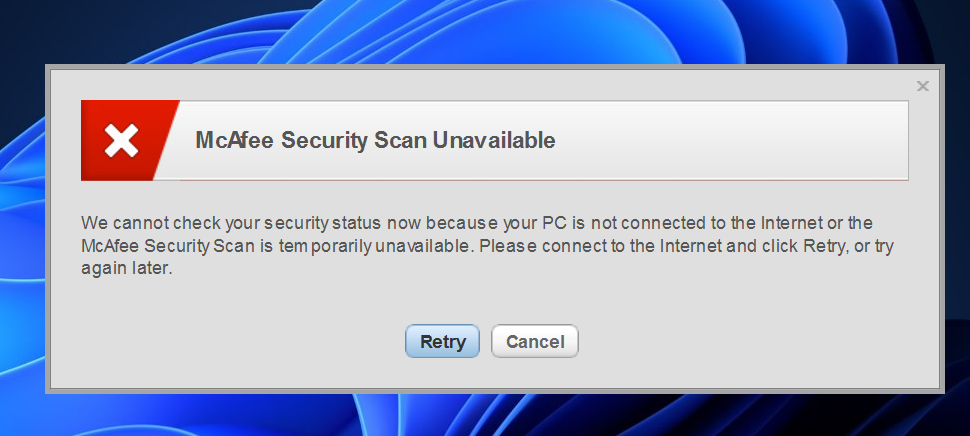 McAfee Security Scan Unavailable
We cannot check your security status now because your PC is not connected to the Internet or the
McAfee Security Scan is temporarily unavailable. Please connect to the Internet and click Retry, or try
again later.
Retry Cancel